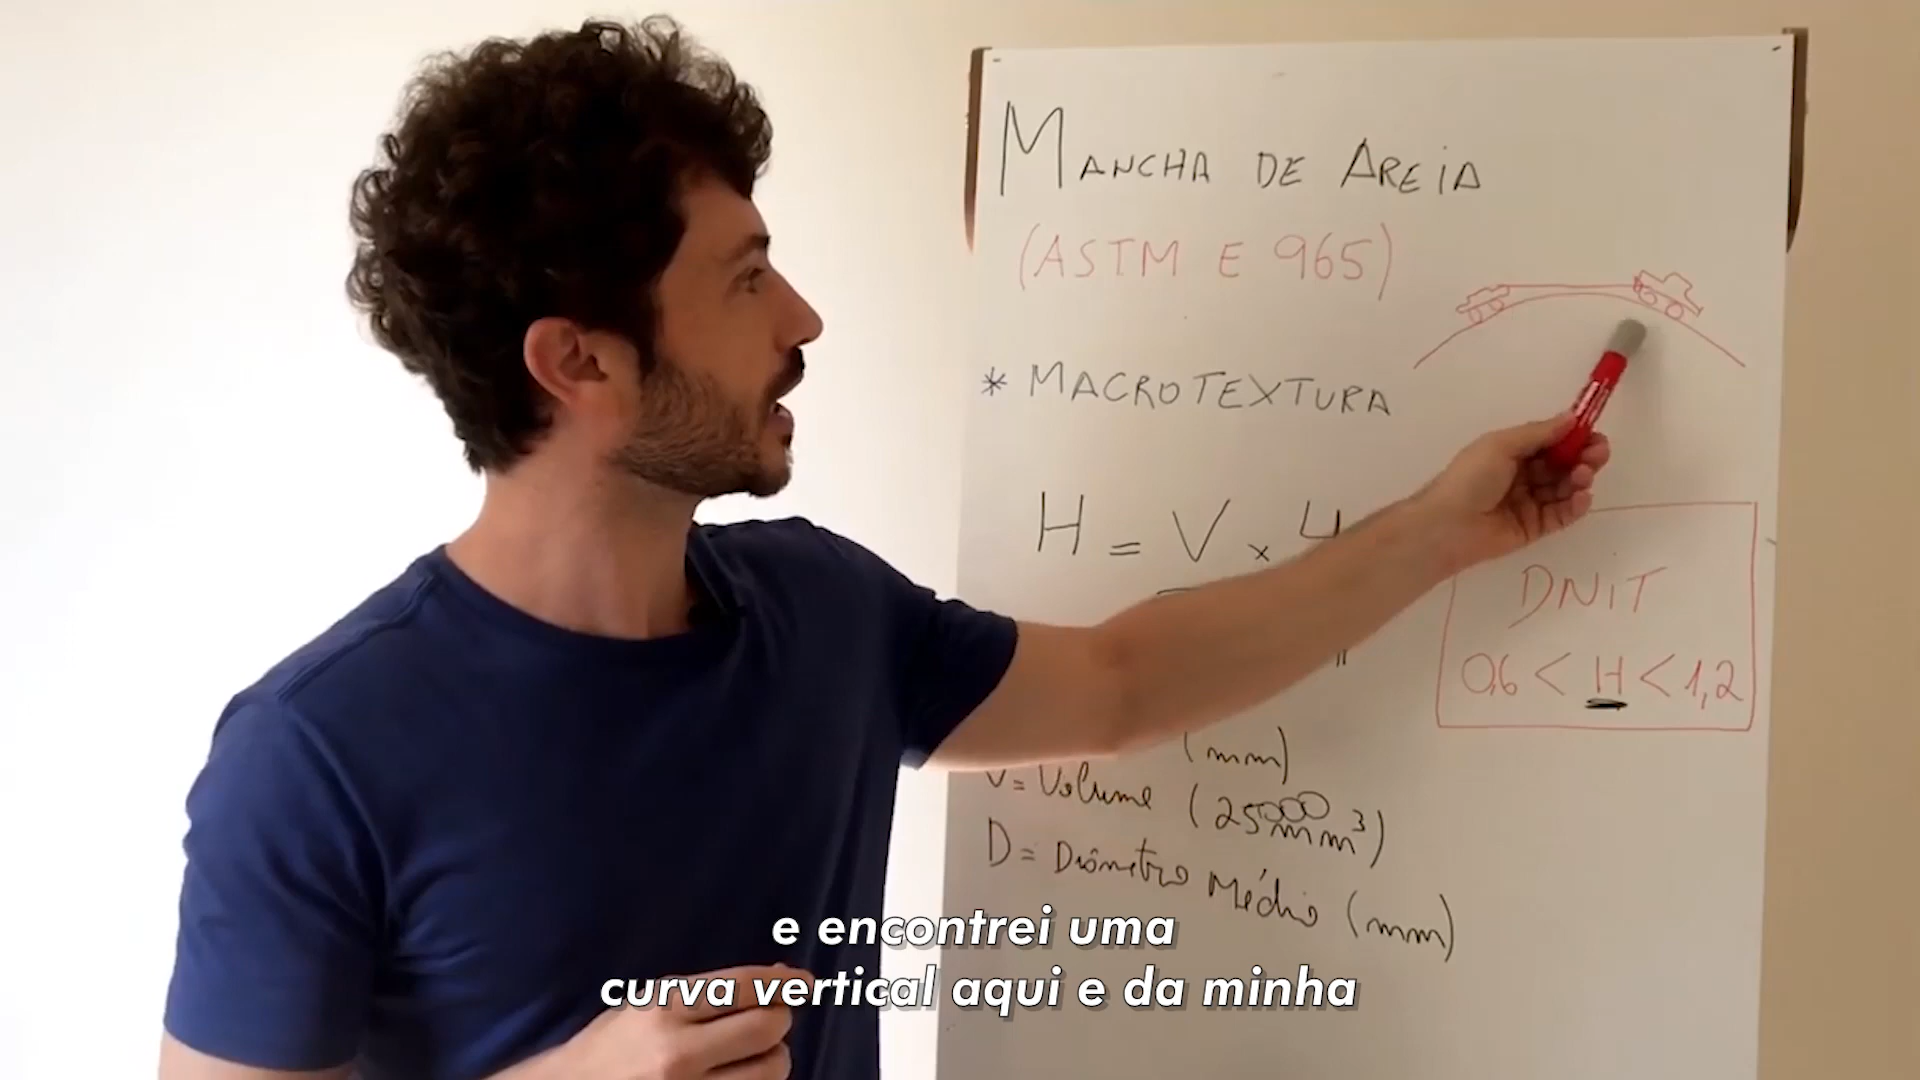 MANCHA DE AREIA
(ASTM E 965)
* MACROTEXTURA
H = V x 4
DNIT
0,6 < H < 1,2
(mm)
V = Volume (25000 mm³)
D = Diâmetro Médio (mm)
e encontrei uma
curva vertical aqui e da minha